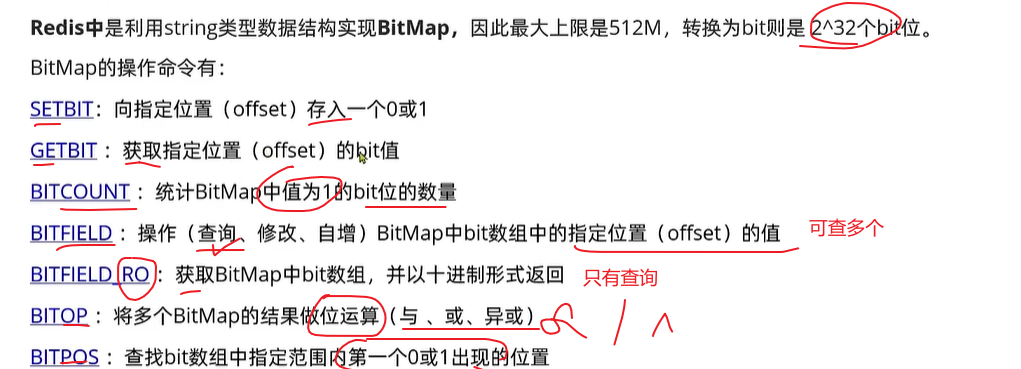 Redis中是利用string类型数据结构实现BitMap，因此最大上限是512M，转换为bit则是 2^32个bit位。
BitMap的操作命令有：
SETBIT：向指定位置（offset）存入一个0或1
GETBIT ：获取指定位置（offset）的bit值
BITCOUNT ：统计BitMap中值为1的bit位的数量
BITFIELD ：操作（查询、修改、自增）BitMap中bit数组中的指定位置（offset）的值 可查多个
BITFIELD_RO ：获取BitMap中bit数组，并以十进制形式返回 只有查询
BITOP ：将多个BitMap的结果做位运算（与 、或、异或） & / ^
BITPOS ：查找bit数组中指定范围内第一个0或1出现的位置